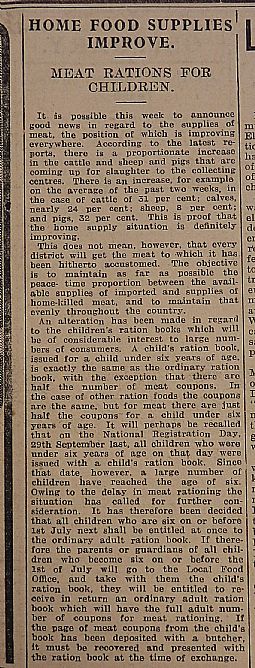 HOME FOOD SUPPLIES
IMPROVE.
MEAT RATIONS FOR
CHILDREN.
It is possible this week to announce
good news in regard to the supplies of
meat, the position of which is improving
everywhere. According to the latest re-
ports, there is a proportionate increase
in the cattle and sheep and pigs that are
coming up for slaughter to the collecting
centres. There is an increase, for example
on the average of the past two weeks, in
the case of cattle of 31 per cent; calves,
nearly 24 per cent; sheep, 8 per cent;
and pigs, 32 per cent. This is proof that
the home supply situation is definitely
improving.
This does not mean, however, that every
district will get the meat to which it has
been hitherto accustomed. The objective
is to maintain as far as possible the
peace-time proportion between the avail-
able supplies of imported and supplies of
home-killed meat, and to maintain that
evenly throughout the country.
An alteration has been made in regard
to the children's ration books which will
be of considerable interest to large num-
bers of consumers. A child's ration book,
issued for a child under six years of age,
is exactly the same as the ordinary ration
book, with the exception that there are
half the number of meat coupons. In
the case of other ration foods the coupons
are the same, but for meat there are just
half the coupons for a child under six
years of age. It will perhaps be recalled
that on the National Registration Day,
29th September last, all children who were
under six years of age on that day were
issued with a child's ration book. Since
that date however, a large number of
children have reached the age of six.
Owing to the delay in meat rationing the
situation has called for further con-
sideration. It has therefore been decided
that all children who are six on or before
1st July next shall be entitled at once to
the ordinary adult ration book. If there-
fore the parents or guardians of all chil-
dren who become six on or before the
1st of July will go to the Local Food
Office, and take with them the child's
ration book, they will be entitled to re-
ceive in return an ordinary adult ration
book which will have the full adult num-
ber of coupons for meat rationing. If
the page of meat coupons from the child's
book has been deposited with a butcher,
it must be recovered and presented with
the ration book at the time of exchange.